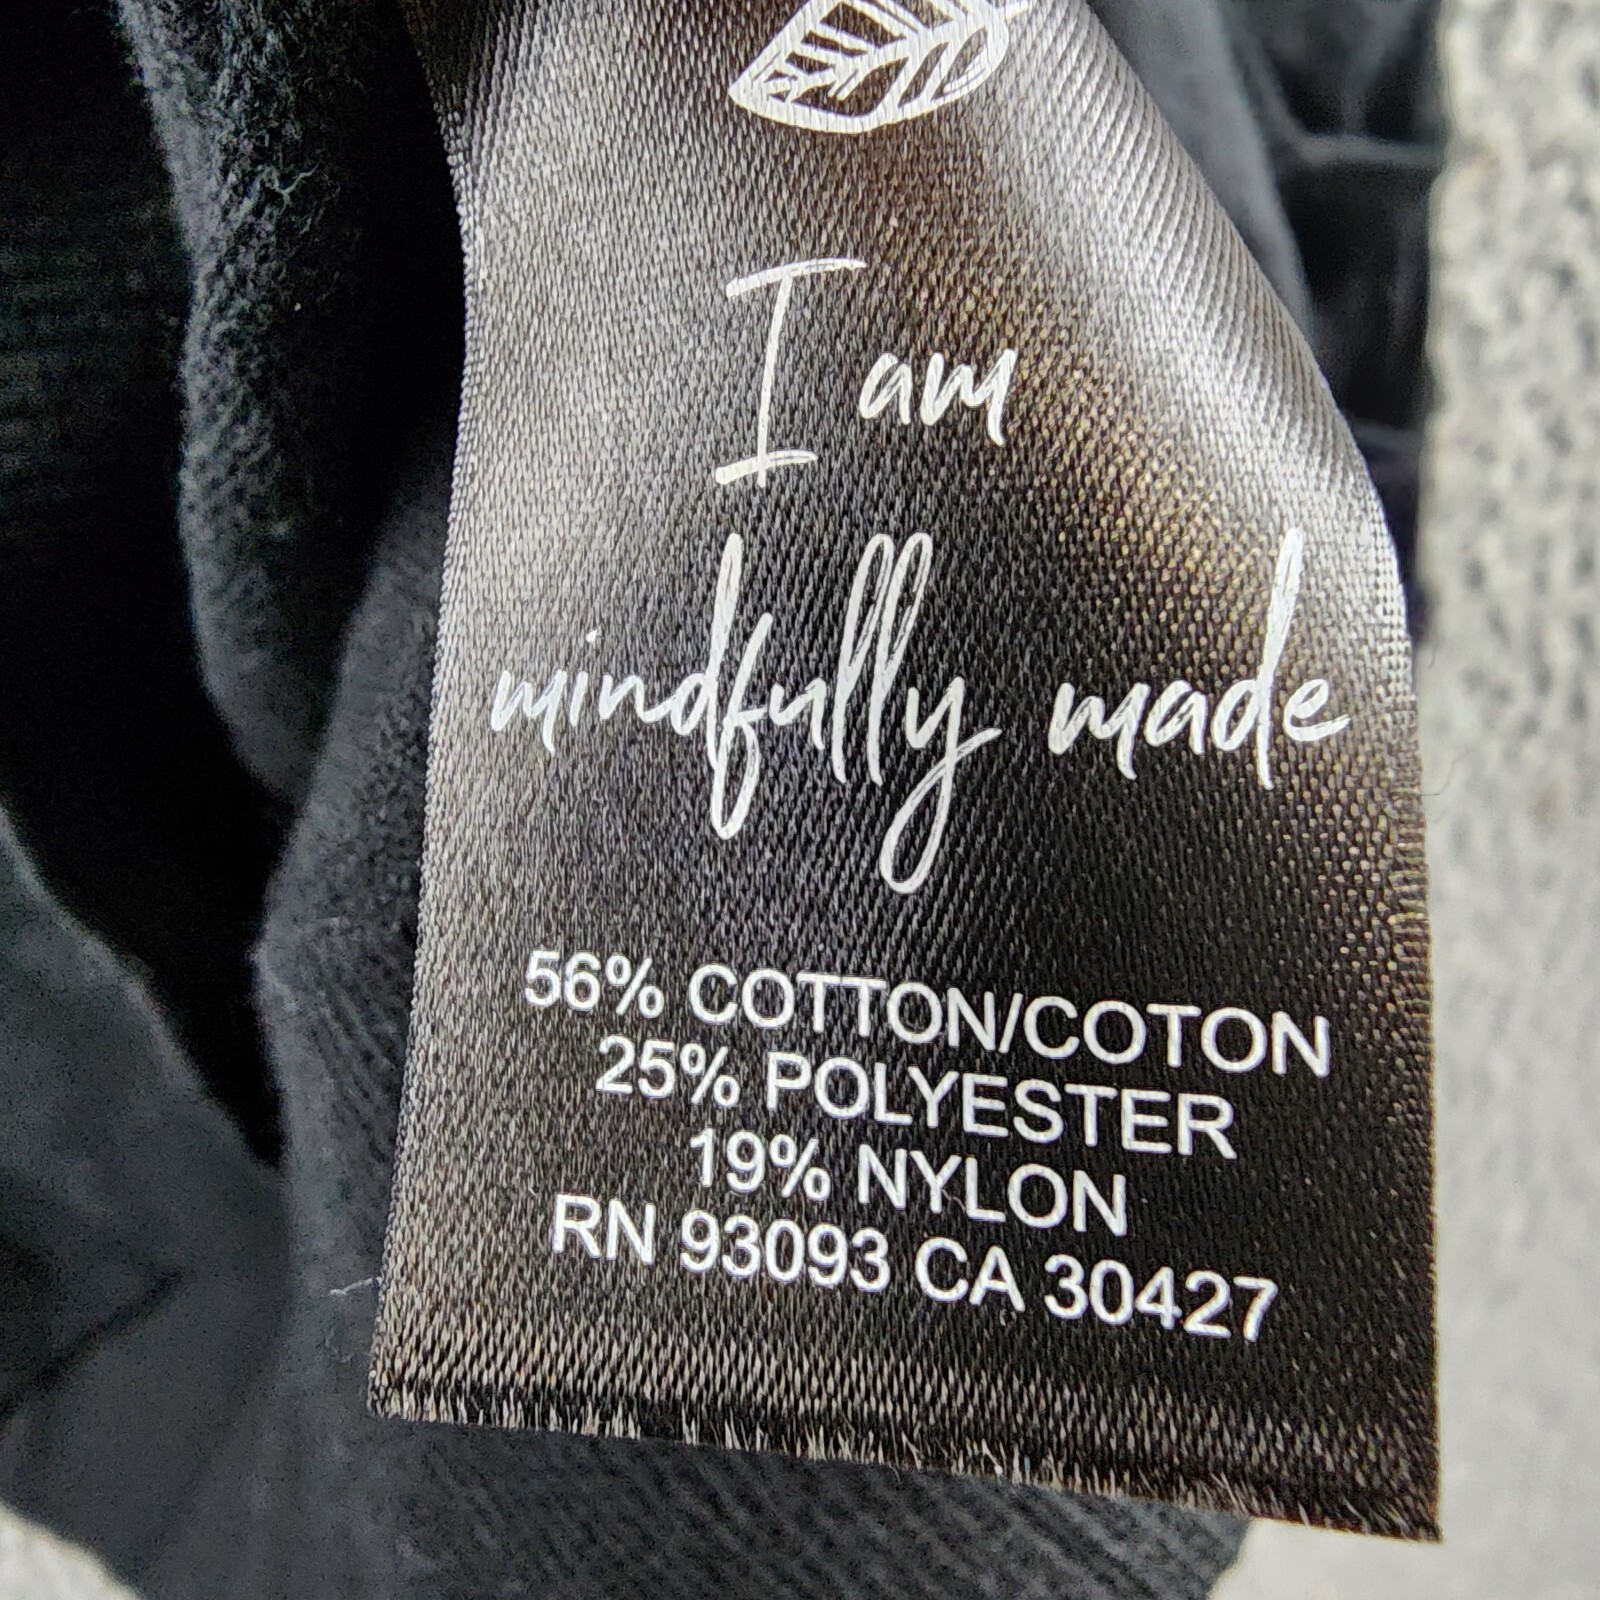 I am
mindfully made
56% COTTON/COTON
25% POLYESTER
19% NYLON
RN 93093 CA 30427